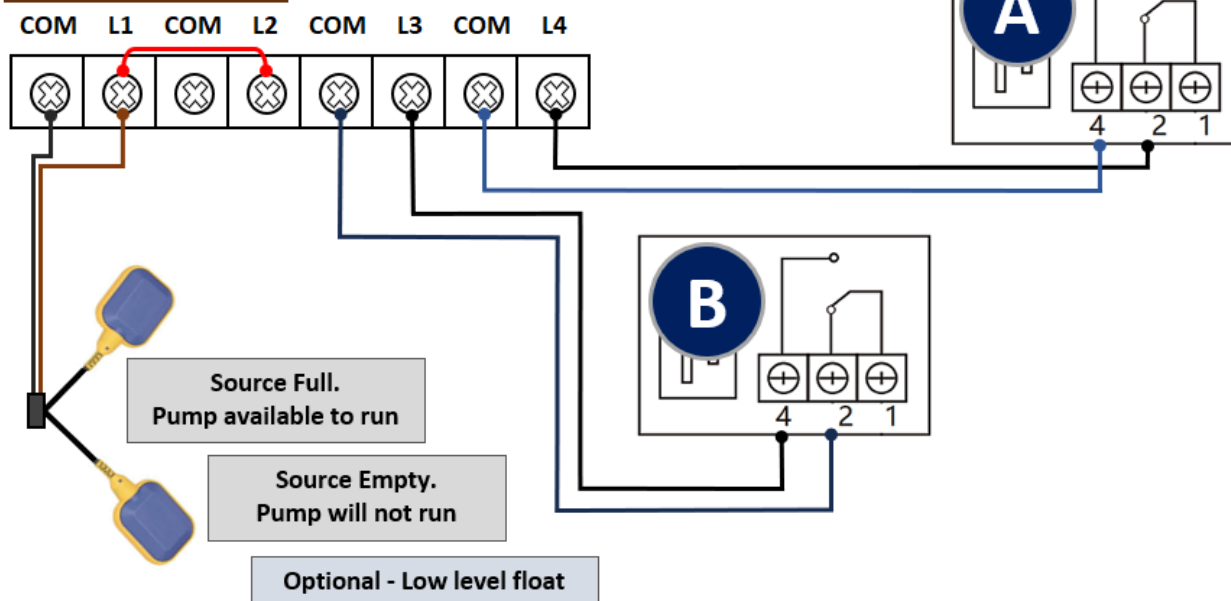 COM L1 COM L2 COM L3 COM L4
A
4 2 1
B
4 2 1
Source Full.
Pump available to run
Source Empty.
Pump will not run
Optional - Low level float